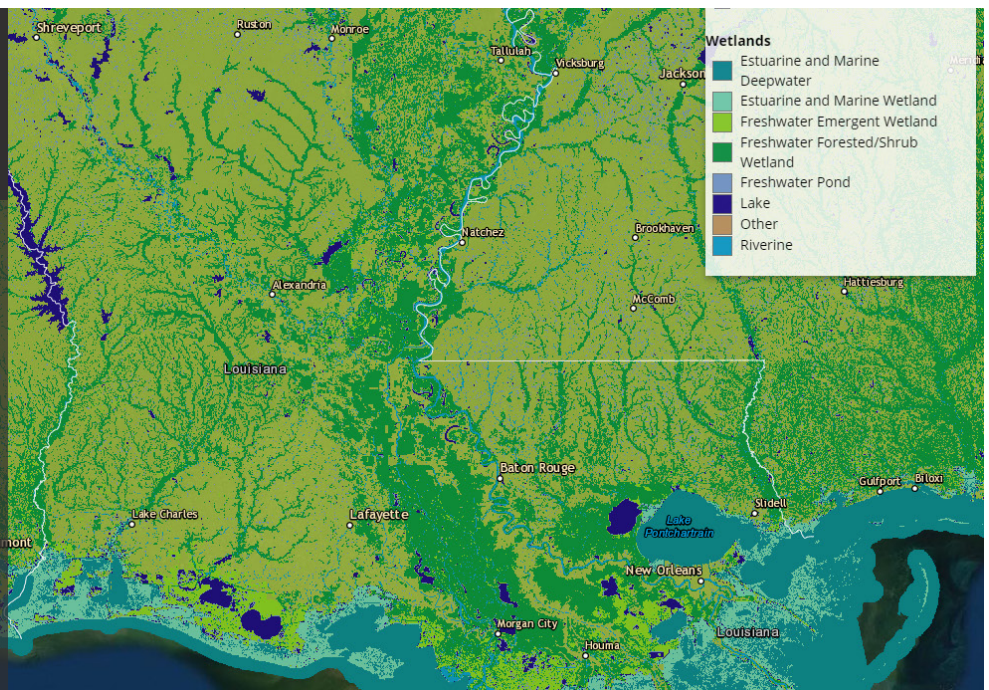 Shreveport
Ruston
Monroe
Tallulah
Vicksburg
Jackson
Wetlands
Estuarine and Marine
Deepwater
Estuarine and Marine Wetland
Freshwater Emergent Wetland
Freshwater Forested/Shrub
Wetland
Freshwater Pond
Lake
Other
Riverine
Natchez
Brookhaven
Alexandria
Hattiesburg
McComb
Louisiana
Baton Rouge
Gulfport
Biloxi
Lake Charles
Lafayette
Slidell
Lake
Pontchartrain
mont
New Orleans
Morgan City
Louisiana
Houma